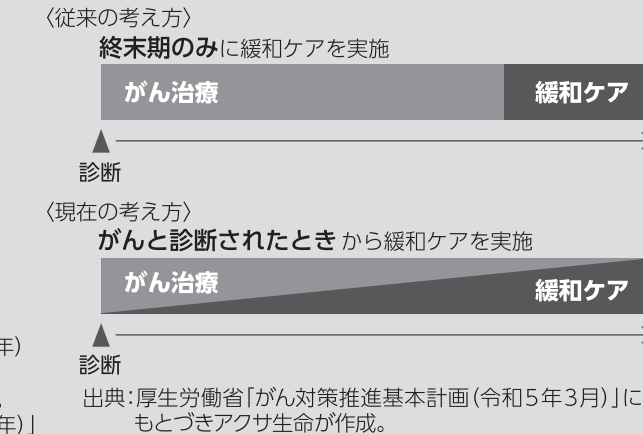 〈従来の考え方〉
終末期のみに緩和ケアを実施
がん治療 緩和ケア
診断
〈現在の考え方〉
がんと診断されたときから緩和ケアを実施
がん治療
緩和ケア
年)
診断
出典:厚生労働省「がん対策推進基本計画(令和5年3月)」に
。
もとづきアクサ生命が作成。
年)」